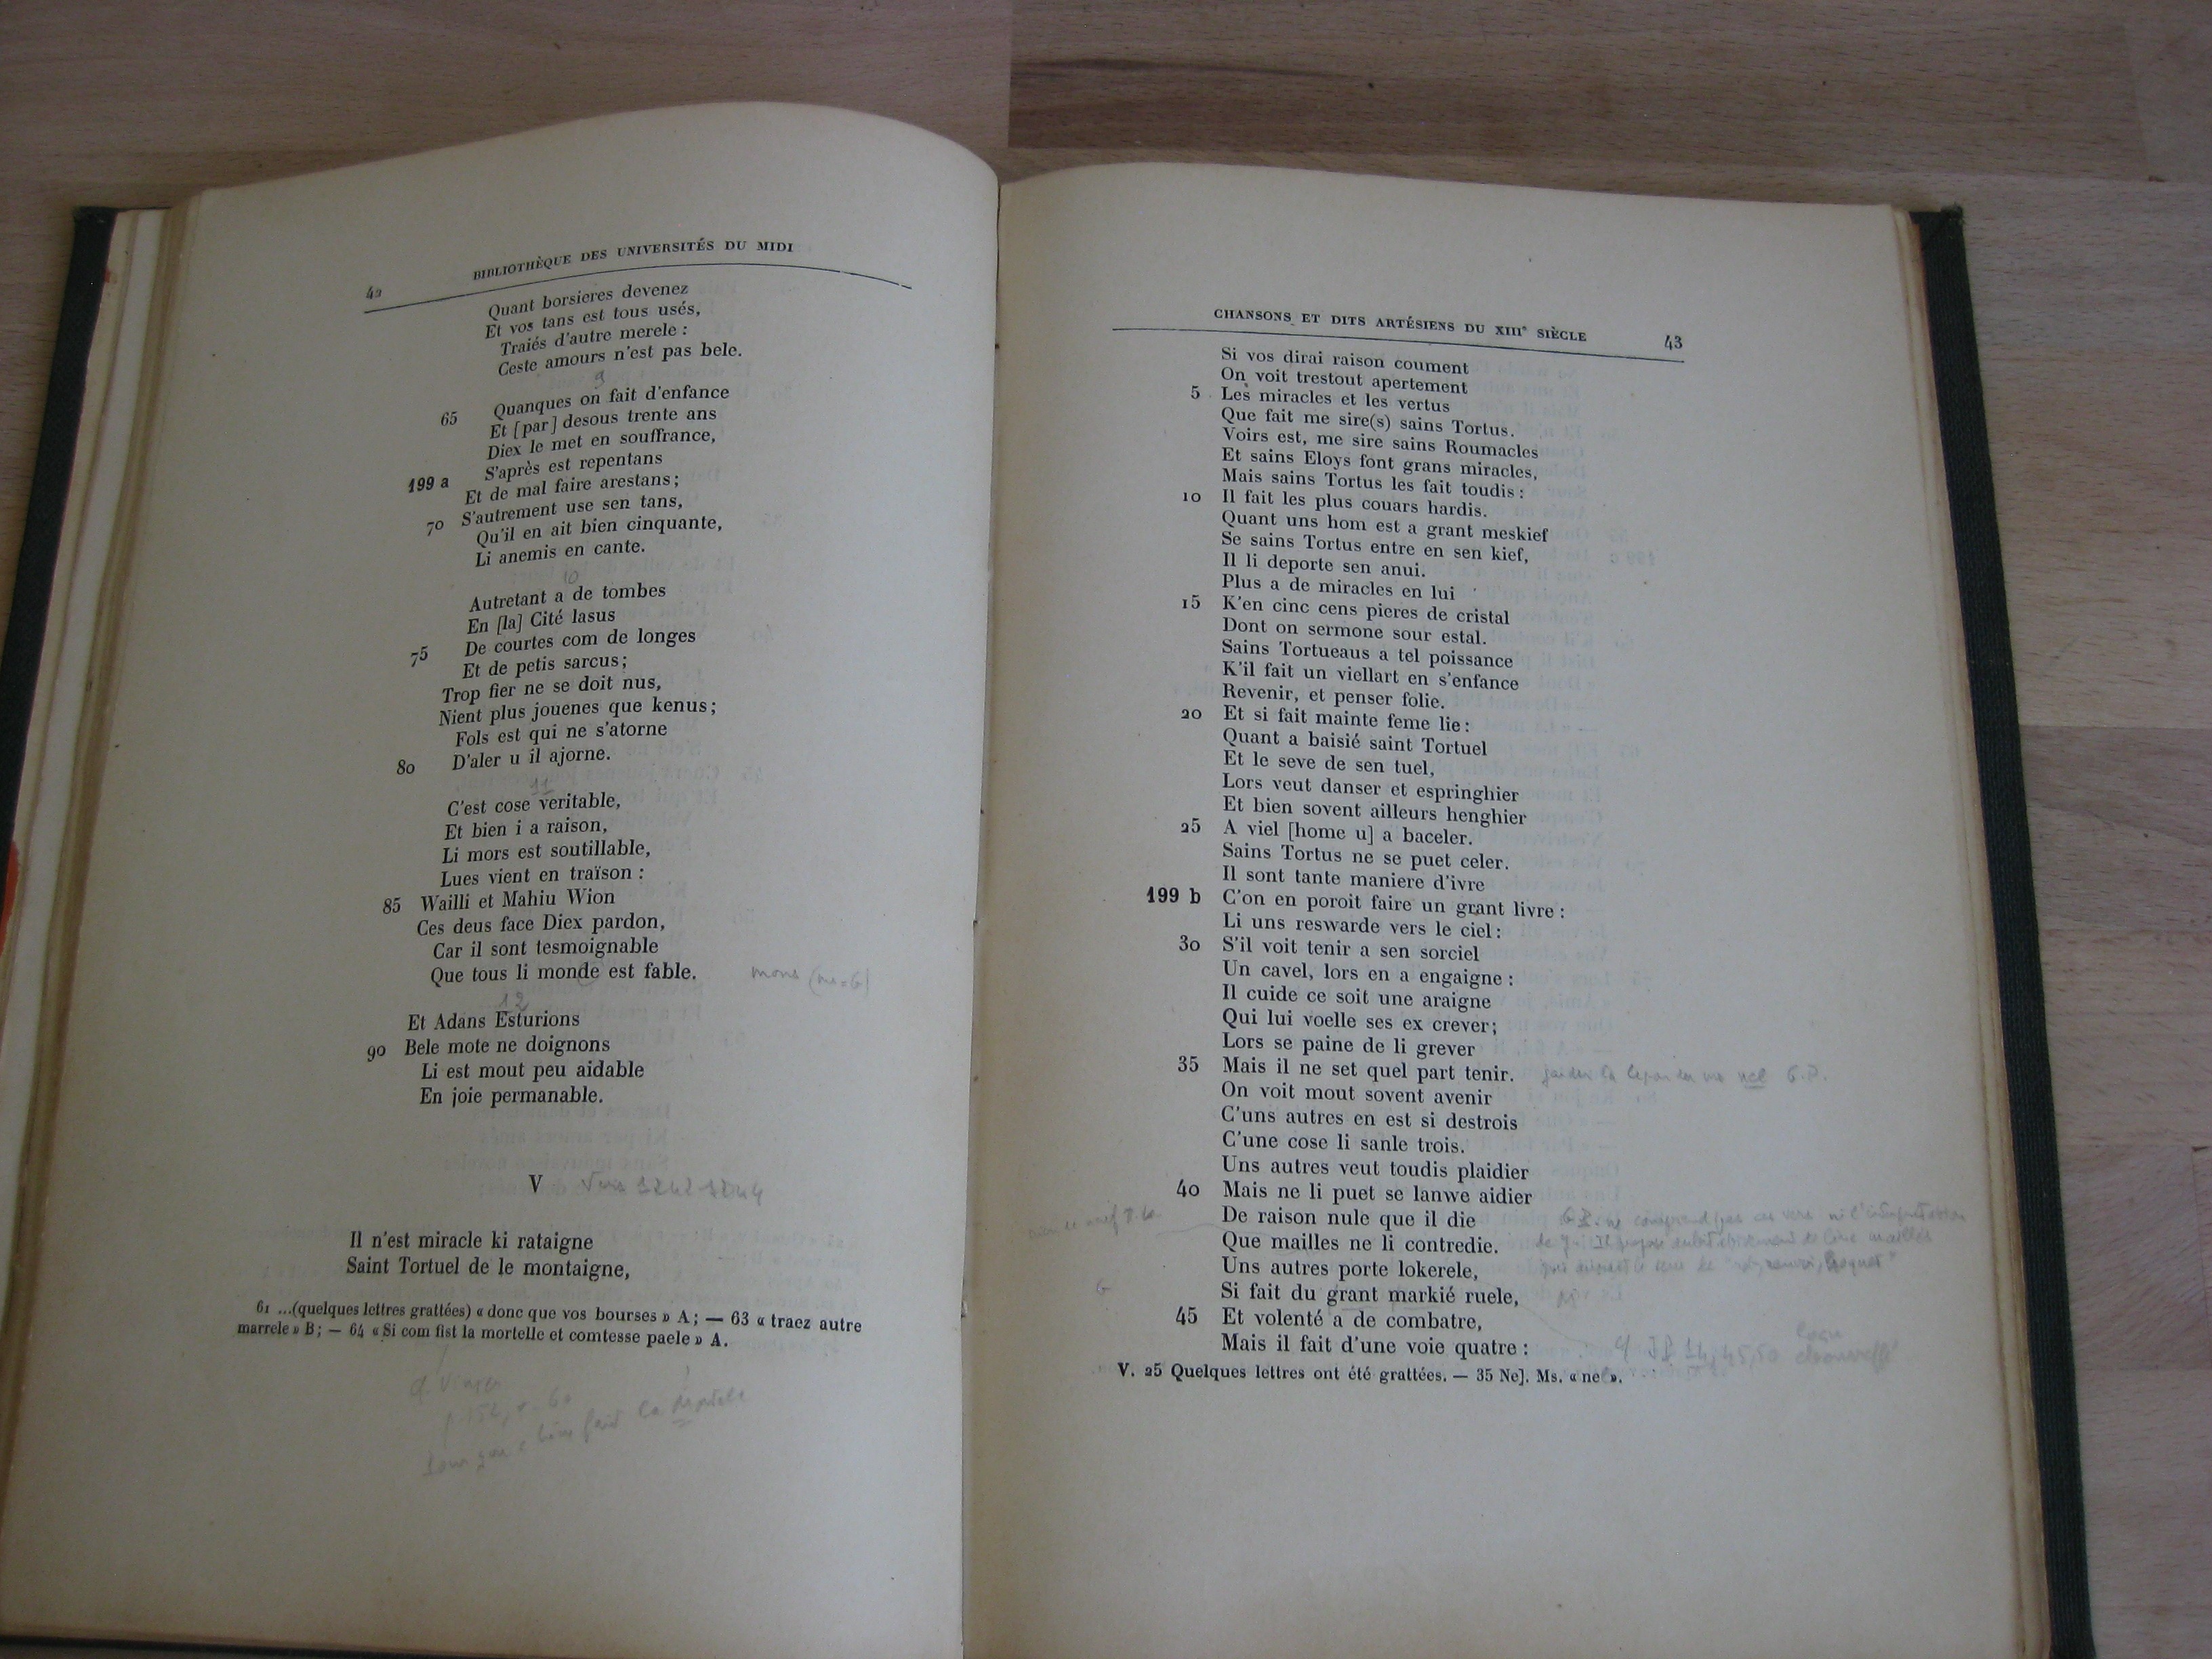 42
BIBLIOTHÈQUE DES UNIVERSITÉS DU MIDI
Quant borsieres devenez
Et vos tans est tous usés,
Traiés d'autre merele :
Ceste amours n'est pas bele.
9
65 Quanques on fait d'enfance
Et [par] desous trente ans
Diex le met en souffrance,
S'après est repentans
199 a Et de mal faire arestans;
70 S'autrement use sen tans,
Qu'il en ait bien cinquante,
Li anemis en cante.
10
Autretant a de tombes
En [la] Cité lasus
75 De courtes com de longes
Et de petis sarcus;
Trop fier ne se doit nus,
Nient plus jouenes que kenus;
Fols est qui ne s'atorne
80 D'aler u il ajorne.
11
C'est cose veritable,
Et bien i a raison,
Li mors est soutillable,
Lues vient en traïson :
85 Wailli et Mahiu Wion
Ces deus face Diex pardon,
Car il sont tesmoignable
Que tous li monde est fable. mons
12
Et Adans Esturions
90 Bele mote ne doignons
Li est mout peu aidable
En joie permanable.
V
Il n'est miracle ki rataigne
Saint Tortuel de le montaigne,
61 ...(quelques lettres grattées) « donc que vos bourses » A; — 63 « traez autre
marrele » B; — 64 « Si com fist la mortelle et comtesse paele » A.
CHANSONS ET DITS ARTÉSIENS DU XIIIe SIÈCLE 43
Si vos dirai raison coument
On voit trestout apertement
5 Les miracles et les vertus
Que fait me sire(s) sains Tortus.
Voirs est, me sire sains Roumacles
Et sains Eloys font grans miracles,
Mais sains Tortus les fait toudis :
10 Il fait les plus couars hardis.
Quant uns hom est a grant meskief
Se sains Tortus entre en sen kief,
Il li deporte sen anui.
Plus a de miracles en lui
15 K'en cinc cens pieres de cristal
Dont on sermone sour estal.
Sains Tortueaus a tel poissance
K'il fait un viellart en s'enfance
Revenir, et penser folie.
20 Et si fait mainte feme lie :
Quant a baisié saint Tortuel
Et le seve de sen tuel,
Lors veut danser et espringhier
Et bien sovent ailleurs henghier
25 A viel [home u] a baceler.
Sains Tortus ne se puet celer.
Il sont tante maniere d'ivre
199 b C'on en poroit faire un grant livre :
Li uns reswarde vers le ciel :
30 S'il voit tenir a sen sorciel
Un cavel, lors en a engaigne :
Il cuide ce soit une araigne
Qui lui voelle ses ex crever;
Lors se paine de li grever
35 Mais il ne set quel part tenir.
On voit mout sovent avenir
C'uns autres en est si destrois
C'une cose li sanle trois.
Uns autres veut toudis plaidier
40 Mais ne li puet se lanwe aidier
De raison nule que il die
Que mailles ne li contredie.
Uns autres porte lokerele,
Si fait du grant markié ruele,
45 Et volenté a de combatre,
Mais il fait d'une voie quatre :
V. 25 Quelques lettres ont été grattées. — 35 Ne]. Ms. « ne ».